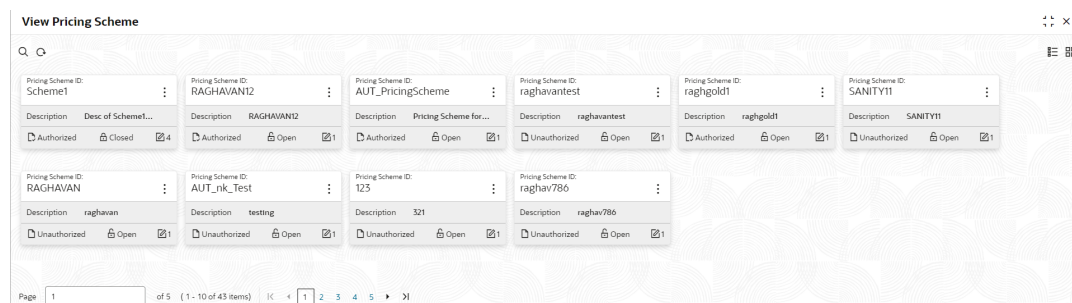 View Pricing Scheme
Pricing Scheme ID: Pricing Scheme ID: Pricing Scheme ID: Pricing Scheme ID: Pricing Scheme ID: Pricing Scheme ID:
Scheme1 RAGHAVAN12 AUT_PricingScheme raghavantest raghgold1 SANITY11
Description Desc of Scheme1... Description RAGHAVAN12 Description Pricing Scheme for... Description raghavantest Description raghgold1 Description SANITY11
Authorized Closed 4 Authorized Open 1 Authorized Open 1 Unauthorized Open 1 Authorized Open 1 Unauthorized Open 1
Pricing Scheme ID: Pricing Scheme ID: Pricing Scheme ID: Pricing Scheme ID:
RAGHAVAN AUT_nk_Test 123 raghav786
Description raghavan Description testing Description 321 Description raghav786
Unauthorized Open 1 Unauthorized Open 1 Unauthorized Open 1 Unauthorized Open 1
Page 1 of 5 (1 - 10 of 43 items) 1 2 3 4 5